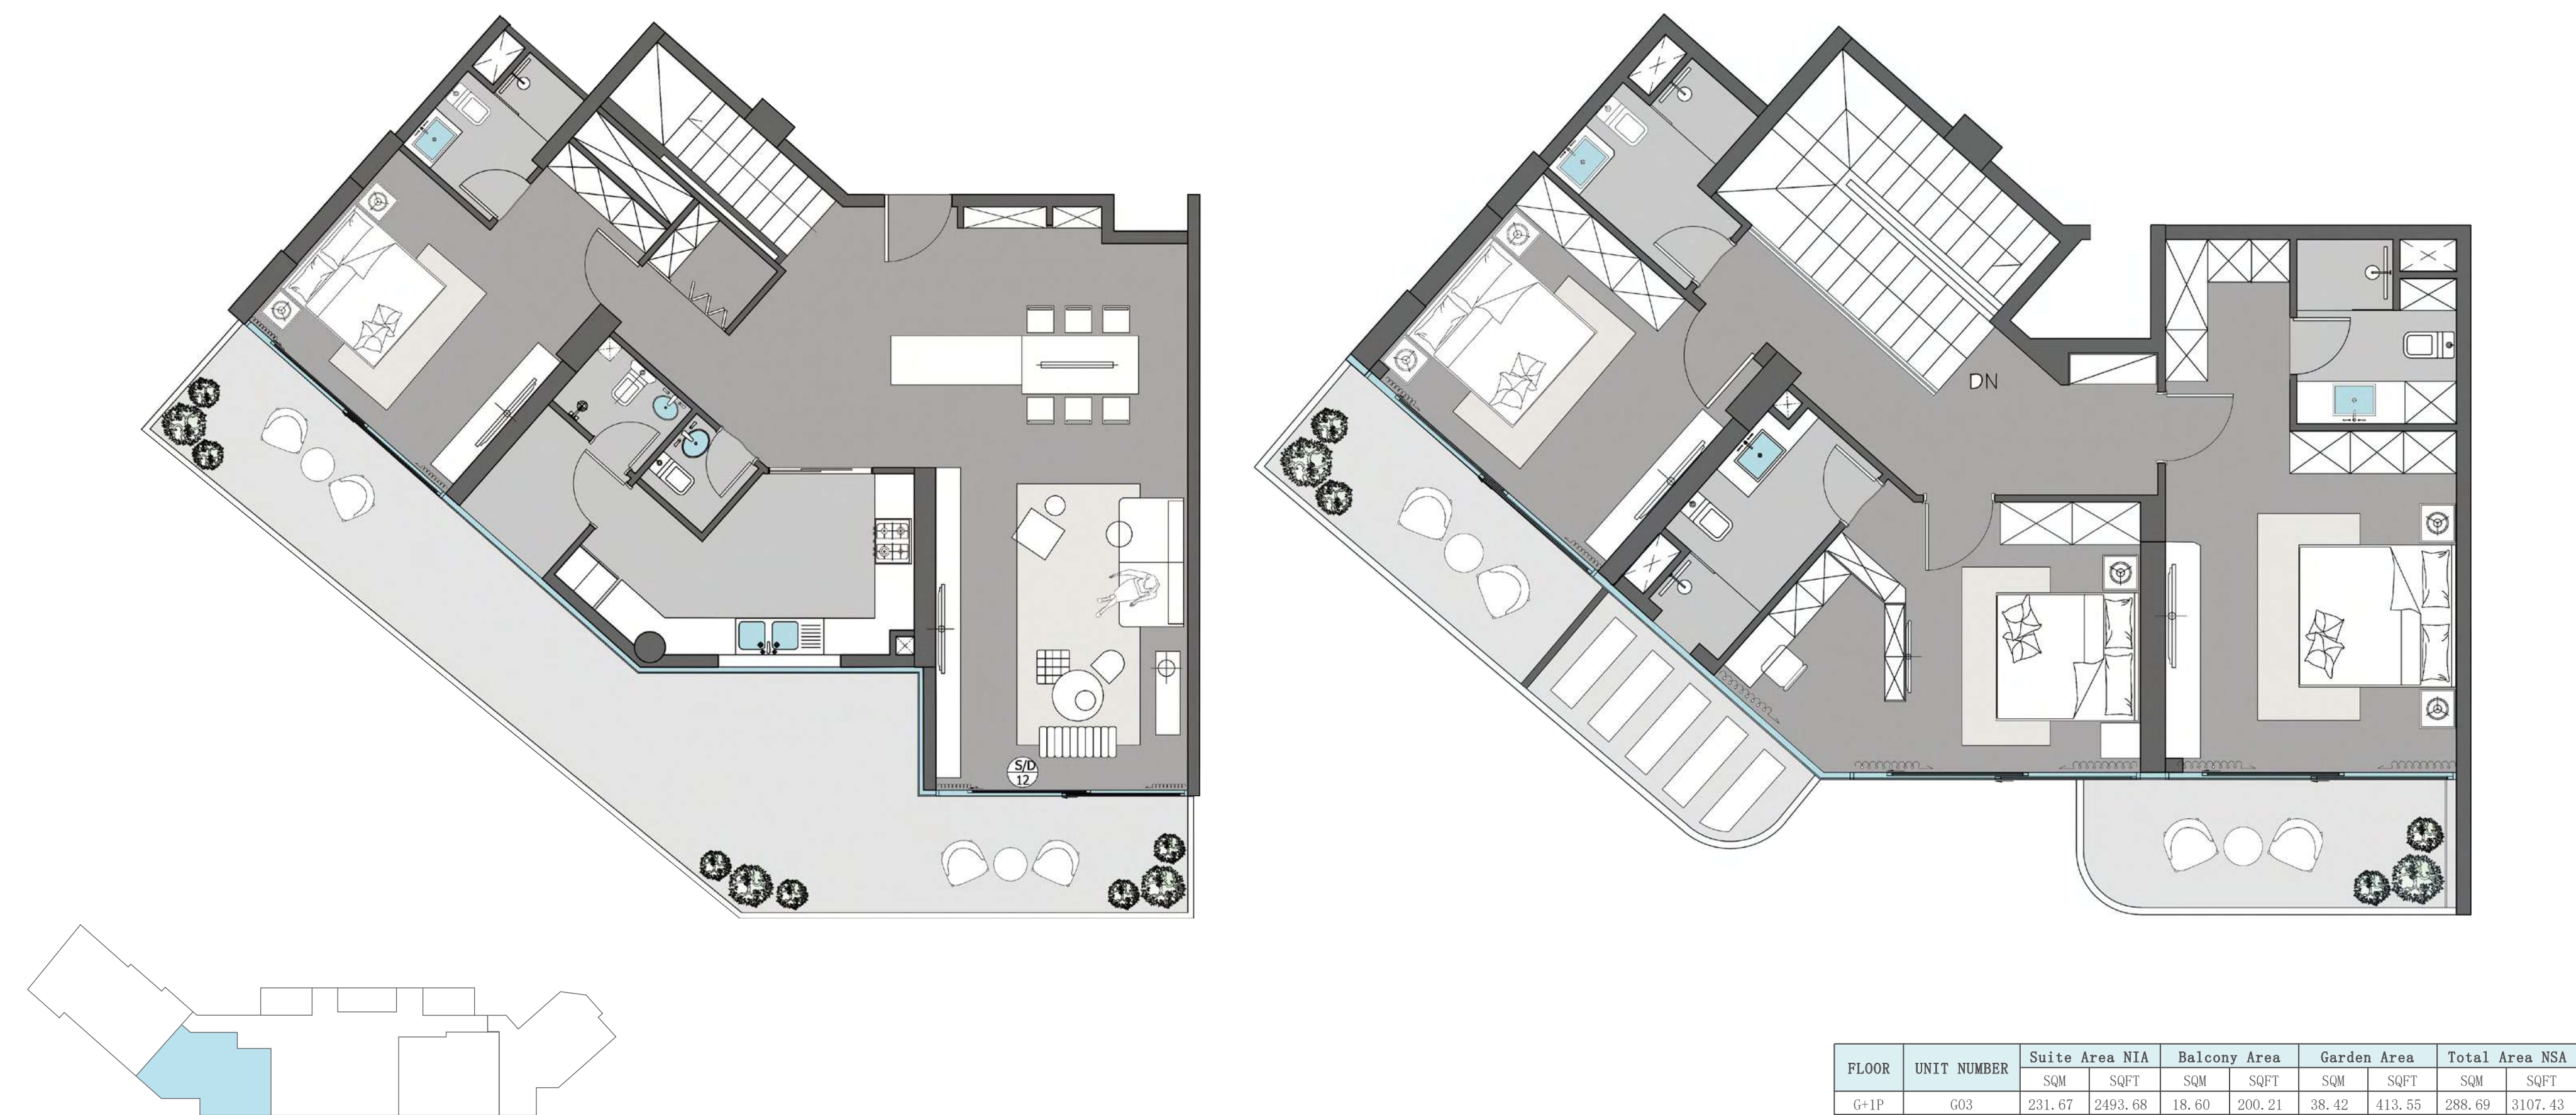 DN
S/D
12
FLOOR UNIT NUMBER Suite Area NIA Balcony Area Garden Area Total Area NSA
SQM SQFT SQM SQFT SQM SQFT SQM SQFT
G+1P G03 231.67 2493.68 18.60 200.21 38.42 413.55 288.69 3107.43